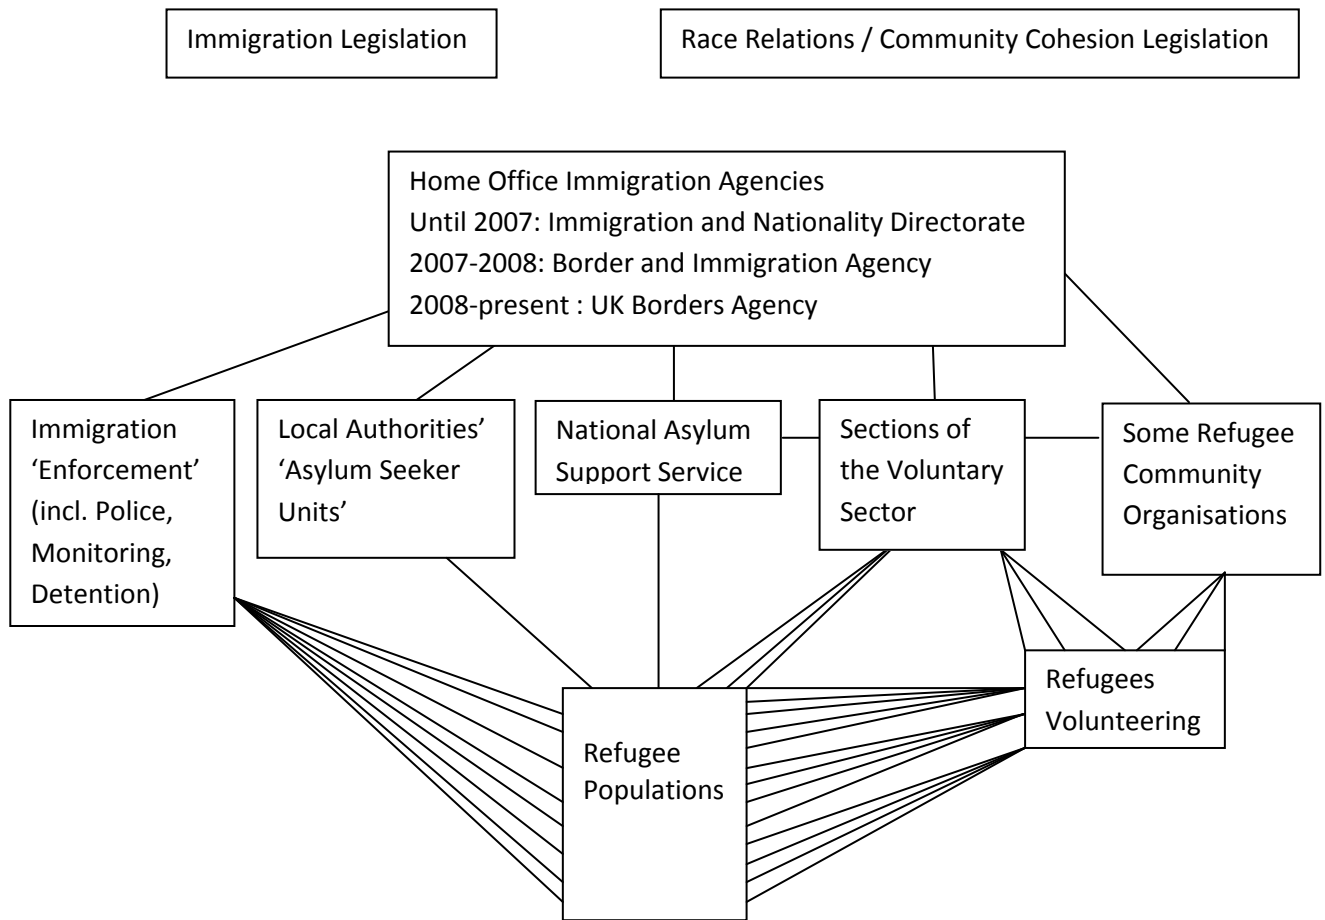 Immigration Legislation
Race Relations / Community Cohesion Legislation
Home Office Immigration Agencies
Until 2007: Immigration and Nationality Directorate
2007-2008: Border and Immigration Agency
2008-present : UK Borders Agency
Immigration
‘Enforcement’
(incl. Police,
Monitoring,
Detention)
Local Authorities’
‘Asylum Seeker
Units’
National Asylum
Support Service
Sections of
the Voluntary
Sector
Some Refugee
Community
Organisations
Refugees
Volunteering
Refugee
Populations